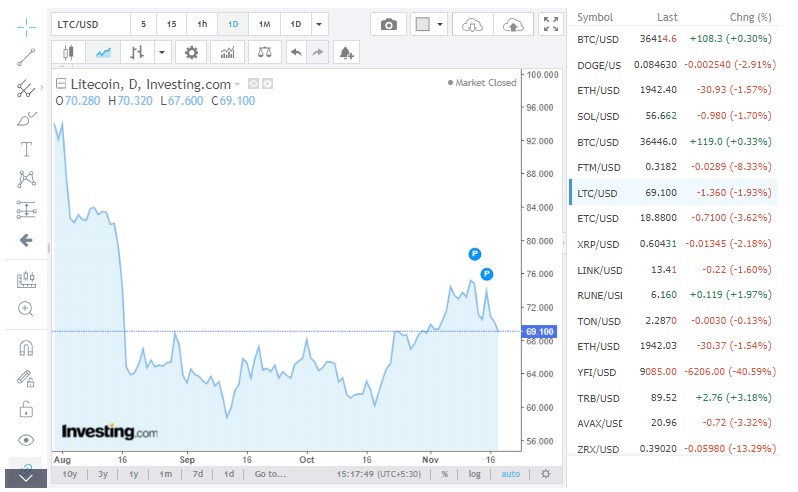 LTC/USD 5 15 1h 1D 1M 1D LTC/USD
Litecoin, D, Investing.com
Market Closed
O70.280 H70.320 L67.600 C69.100
100.000
96.000
92.000
88.000
84.000
80.000
76.000
72.000
69.100
68.000
64.000
60.000
56.000
P
P
Investing.com
Aug 16 Sep 16 Oct 16 Nov 16
10y 3y 1y 1m 7d 1d Go to... 15:17:49 (UTC+5:30) % log auto
Symbol Last Chng (%)
BTC/USD 36414.6 +108.3 (+0.30%)
DOGE/US 0.084630 -0.002540 (-2.91%)
ETH/USD 1942.40 -30.93 (-1.57%)
SOL/USD 56.662 -0.980 (-1.70%)
BTC/USD 36446.0 +119.0 (+0.33%)
FTM/USD 0.3182 -0.0289 (-8.33%)
LTC/USD 69.100 -1.360 (-1.93%)
ETC/USD 18.8800 -0.7100 (-3.62%)
XRP/USD 0.60431 -0.01345 (-2.18%)
LINK/USD 13.41 -0.22 (-1.60%)
RUNE/USI 6.160 +0.119 (+1.97%)
TON/USD 2.2870 -0.0030 (-0.13%)
ETH/USD 1942.03 -30.37 (-1.54%)
YFI/USD 9085.00 -6206.00 (-40.59%)
TRB/USD 89.52 +2.76 (+3.18%)
AVAX/USD 20.96 -0.72 (-3.32%)
ZRX/USD 0.39020 -0.05980 (-13.29%)